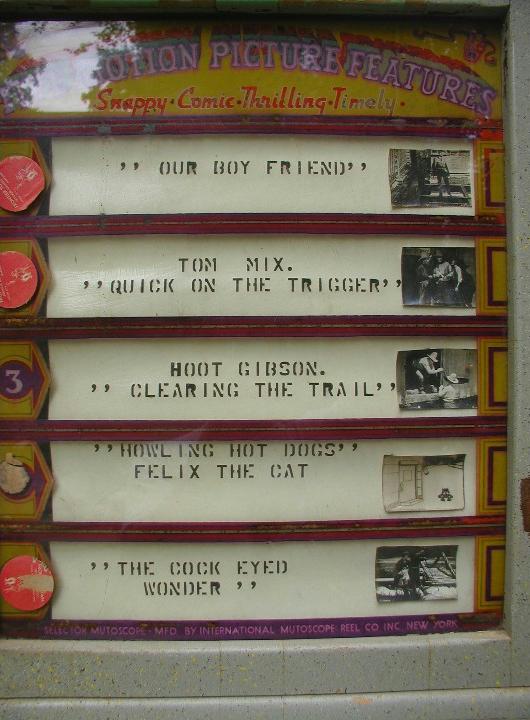 MOTION PICTURE FEATURES
Snappy · Comic · Thrilling · Timely ·
’’ OUR BOY FRIEND’’
TOM MIX.
’’QUICK ON THE TRIGGER’’
3
HOOT GIBSON.
’’ CLEARING THE TRAIL’’
’’HOWLING HOT DOGS’’
FELIX THE CAT
’’THE COCK EYED
WONDER ’’
SELECTOR MUTOSCOPE - MFD. BY INTERNATIONAL MUTOSCOPE REEL CO INC. NEW YORK